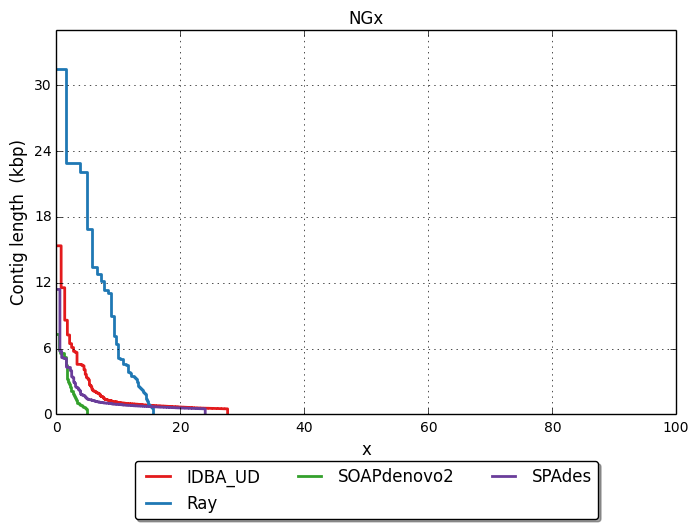 NGx
Contig length (kbp)
30
24
18
12
6
0
0 20 40 60 80 100
x
IDBA_UD SOAPdenovo2 SPAdes
Ray